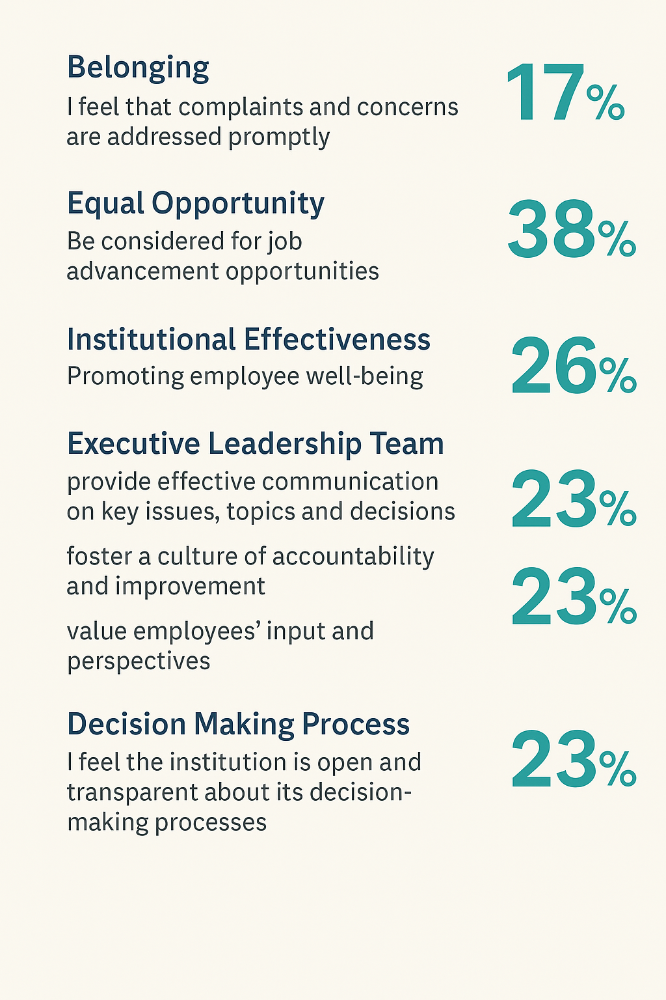 Belonging
17%
I feel that complaints and concerns
are addressed promptly
Equal Opportunity
38%
Be considered for job
advancement opportunities
Institutional Effectiveness
26%
Promoting employee well-being
Executive Leadership Team
provide effective communication
23%
on key issues, topics and decisions
foster a culture of accountability
23%
and improvement
value employees’ input and
perspectives
Decision Making Process
23%
I feel the institution is open and
transparent about its decision-
making processes